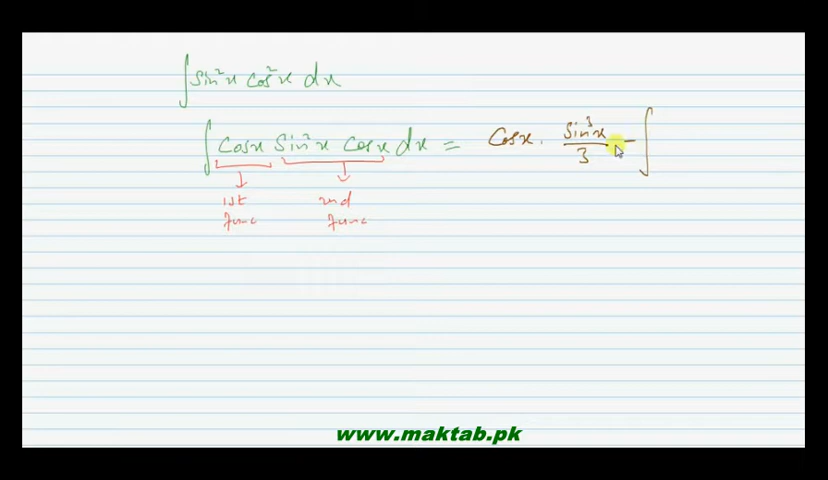 ∫sin²x cos²x dx
∫ Cosx Sin²x Cosx dx = Cosx · Sin³x/3 − ∫
1st 2nd
func func
www.maktab.pk